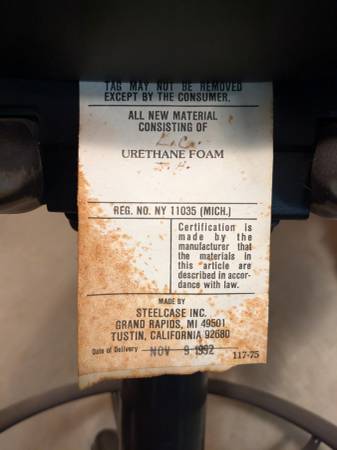 TAG MAY NOT BE REMOVED
EXCEPT BY THE CONSUMER.
ALL NEW MATERIAL
CONSISTING OF
URETHANE FOAM
REG. NO. NY 11035 (MICH.)
Certification is
made by the
manufacturer that
the materials in
this article are
described in accor-
dance with law.
MADE BY
STEELCASE INC.
GRAND RAPIDS, MI 49501
TUSTIN, CALIFORNIA 92680
Date of Delivery NOV 9 1992
117-75